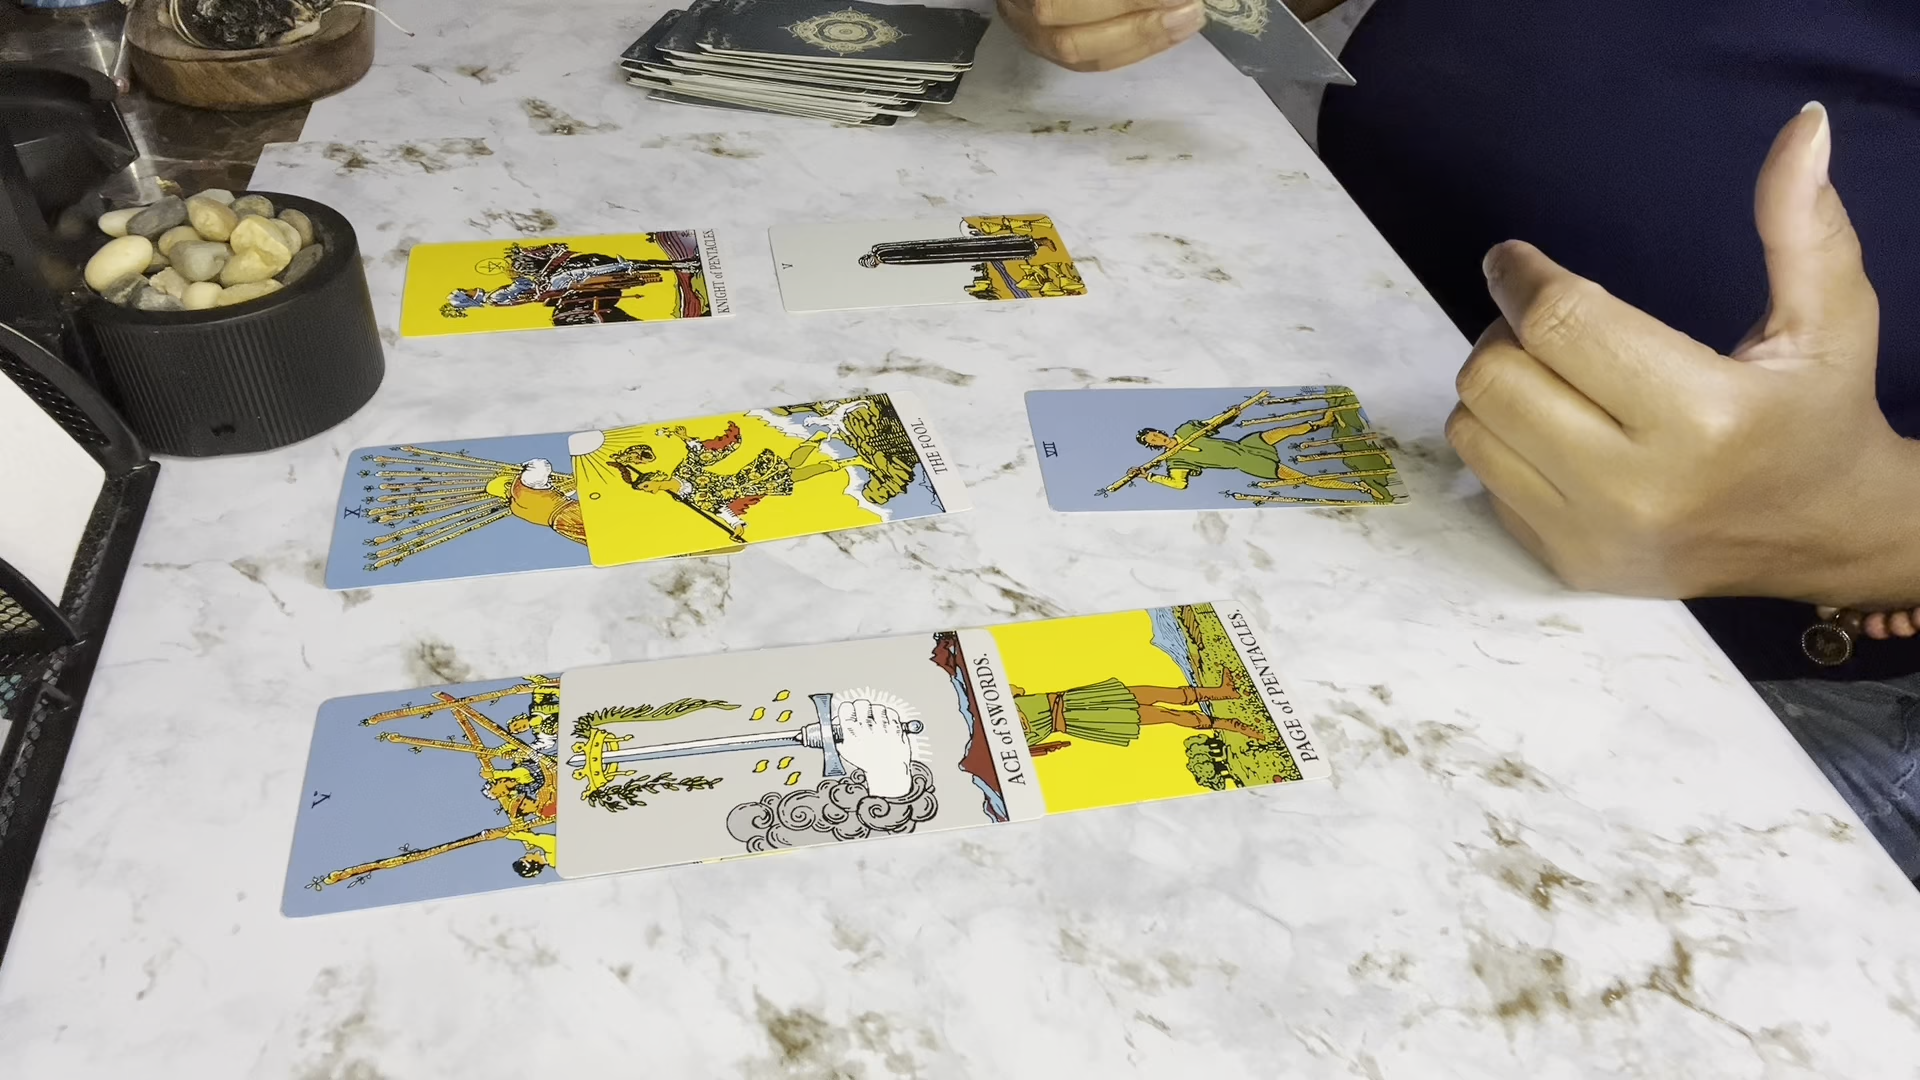 KNIGHT of PENTACLES.
V
X
THE FOOL.
VII
V
ACE of SWORDS.
PAGE of PENTACLES.